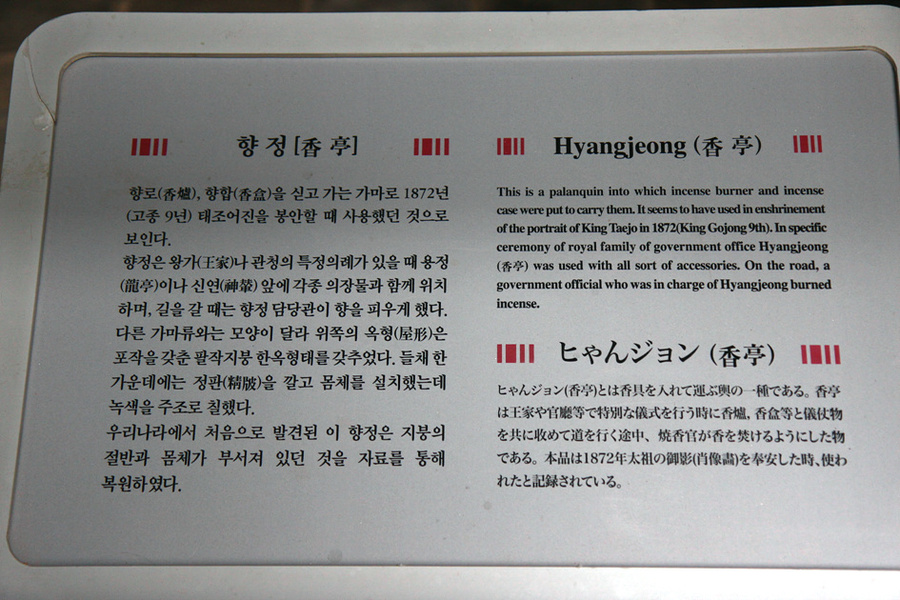 향 정 [香 亭]
향로(香爐), 향합(香盒)을 싣고 가는 가마로 1872년
(고종 9년) 태조어진을 봉안할 때 사용했던 것으로
보인다.
향정은 왕가(王家)나 관청의 특정의례가 있을 때 용정
(龍亭)이나 신연(神輦) 앞에 각종 의장물과 함께 위치
하며, 길을 갈 때는 향정 담당관이 향을 피우게 했다.
다른 가마류와는 모양이 달라 위쪽의 옥형(屋形)은
포작을 갖춘 팔작지붕 한옥형태를 갖추었다. 들채 한
가운데에는 정판(精版)을 깔고 몸체를 설치했는데
녹색을 주조로 칠했다.
우리나라에서 처음으로 발견된 이 향정은 지붕의
절반과 몸체가 부서져 있던 것을 자료를 통해
복원하였다.
Hyangjeong (香 亭)
This is a palanquin into which incense burner and incense
case were put to carry them. It seems to have used in enshrinement
of the portrait of King Taejo in 1872(King Gojong 9th). In specific
ceremony of royal family of government office Hyangjeong
(香亭) was used with all sort of accessories. On the road, a
government official who was in charge of Hyangjeong burned
incense.
ヒャんジョン (香亭)
ヒャんジョン(香亭)とは香具を入れて運ぶ輿の一種である。香亭
は王家や官廳等で特別な儀式を行う時に香爐, 香盒等と儀仗物
を共に收めて道を行く途中、焼香官が香を焚けるようにした物
である。本品は1872年太祖の御影(肖像畵)を奉安した時、使わ
れたと記録されている。